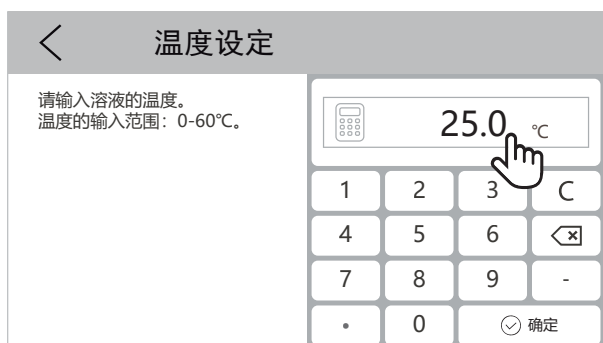 温度设定
请输入溶液的温度。
温度的输入范围：0-60℃。
25.0 ℃
1 2 3 C
4 5 6
7 8 9 -
• 0 确定